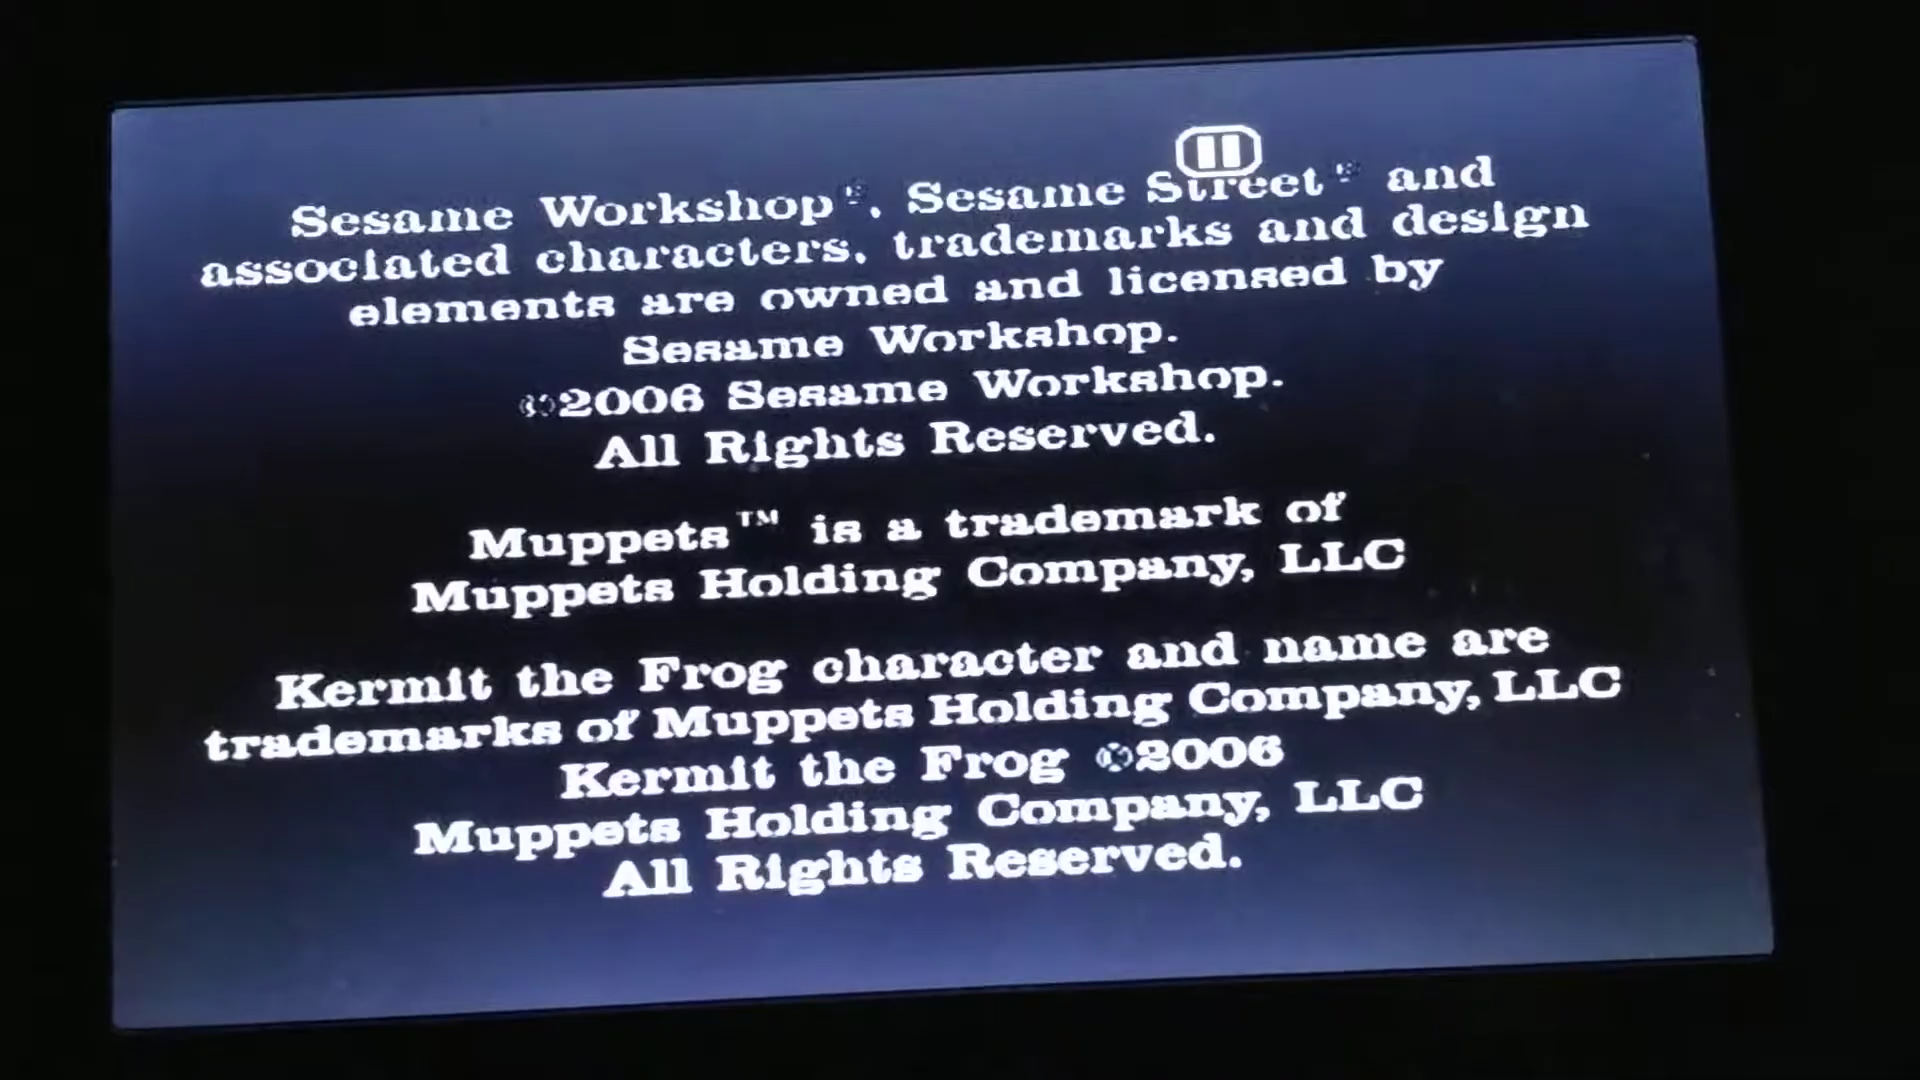 Sesame Workshop®, Sesame Street® and
associated characters, trademarks and design
elements are owned and licensed by
Sesame Workshop.
©2006 Sesame Workshop.
All Rights Reserved.
Muppets™ is a trademark of
Muppets Holding Company, LLC
Kermit the Frog character and name are
trademarks of Muppets Holding Company, LLC
Kermit the Frog ©2006
Muppets Holding Company, LLC
All Rights Reserved.